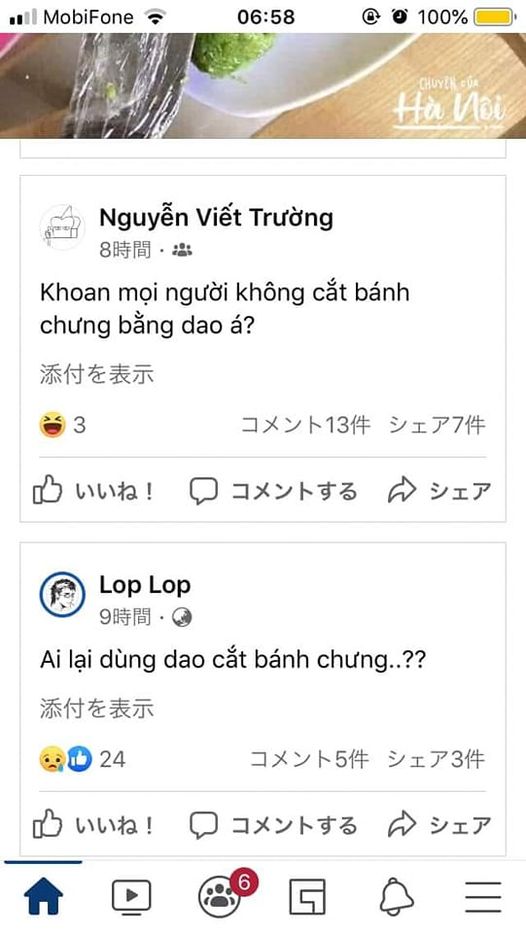 MobiFone 06:58 100%
CHUYỆN CỦA
Hà Nội
Nguyễn Viết Trường
8時間 ·
Khoan mọi người không cắt bánh
chưng bằng dao á?
添付を表示
3 コメント13件 シェア7件
いいね！ コメントする シェア
Lop Lop
9時間 ·
Ai lại dùng dao cắt bánh chưng..??
添付を表示
24 コメント5件 シェア3件
いいね！ コメントする シェア
6